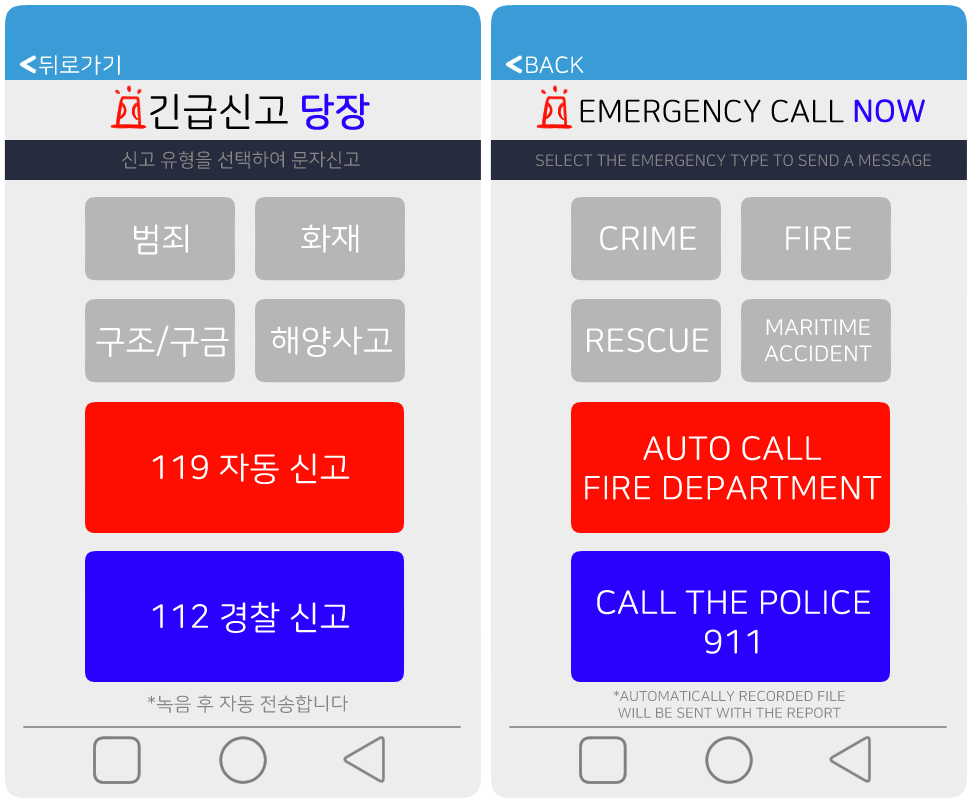 <뒤로가기
긴급신고 당장
신고 유형을 선택하여 문자신고
범죄
화재
구조/구금
해양사고
119 자동 신고
112 경찰 신고
*녹음 후 자동 전송합니다
<BACK
EMERGENCY CALL NOW
SELECT THE EMERGENCY TYPE TO SEND A MESSAGE
CRIME
FIRE
RESCUE
MARITIME
ACCIDENT
AUTO CALL
FIRE DEPARTMENT
CALL THE POLICE
911
*AUTOMATICALLY RECORDED FILE
WILL BE SENT WITH THE REPORT